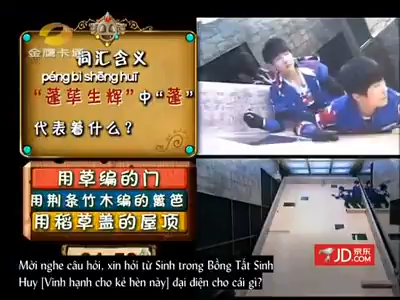 金鹰卡通
词汇含义
péng bì shēng huī
“蓬荜生辉”中“蓬”
代表着什么？
用草编的门
用荆条竹木编的篱笆
用稻草盖的屋顶
京东
JD.COM
Mời nghe câu hỏi, xin hỏi từ Sinh trong Bồng Tất Sinh
Huy [Vinh hạnh cho kẻ hèn này] đại diện cho cái gì?